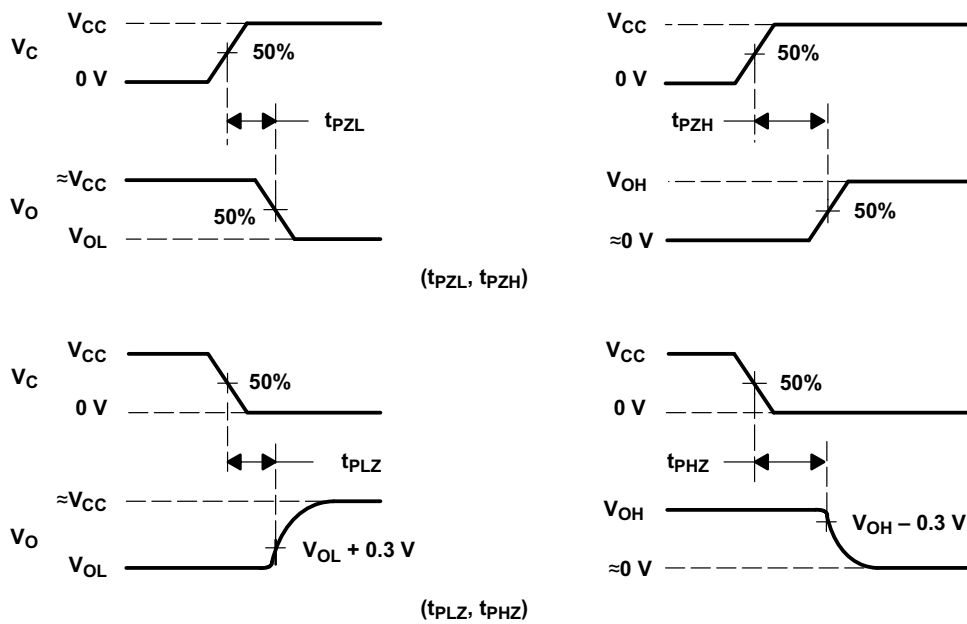 VCC
VC
50%
0 V
tPZL
≈VCC
VO
50%
VOL
VCC
50%
0 V
tPZH
VOH
50%
≈0 V
(tPZL, tPZH)
VCC
VC
50%
0 V
tPLZ
≈VCC
VO
VOL + 0.3 V
VOL
VCC
50%
0 V
tPHZ
VOH
VOH – 0.3 V
≈0 V
(tPLZ, tPHZ)